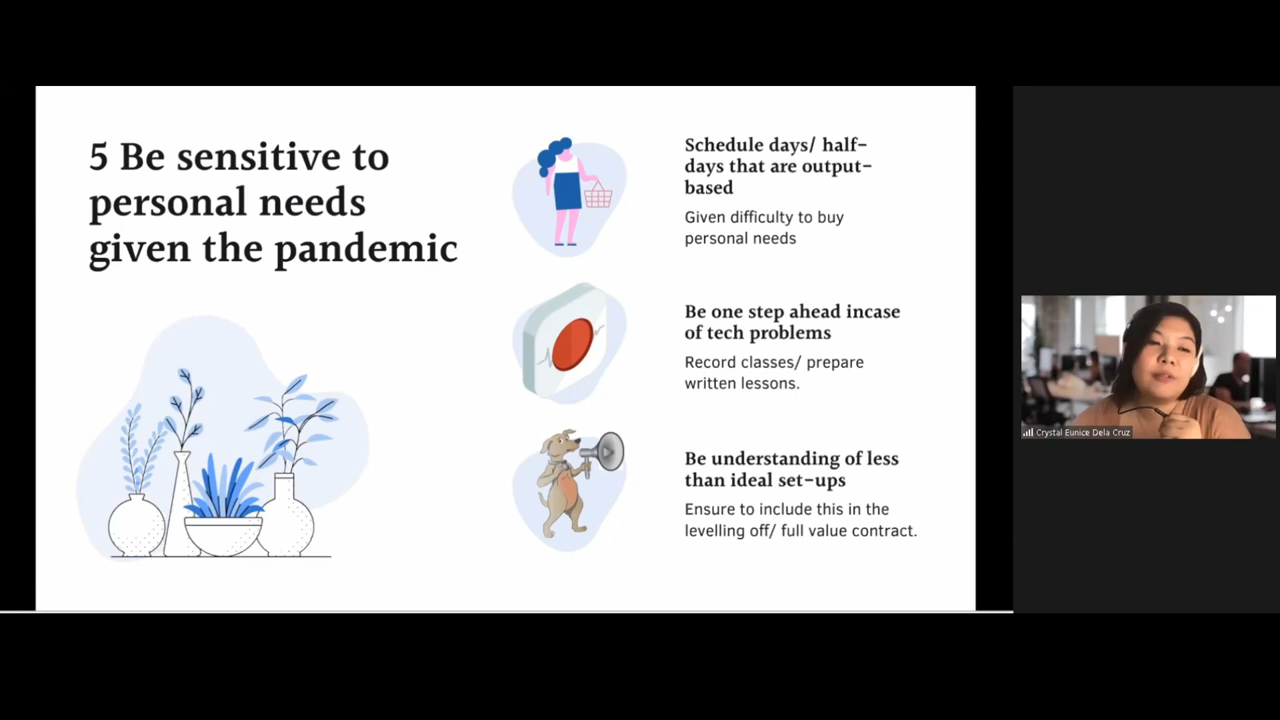 5 Be sensitive to
personal needs
given the pandemic
Schedule days/ half-
days that are output-
based
Given difficulty to buy
personal needs
Be one step ahead incase
of tech problems
Record classes/ prepare
written lessons.
Be understanding of less
than ideal set-ups
Ensure to include this in the
levelling off/ full value contract.
Crystal Eunice Dela Cruz